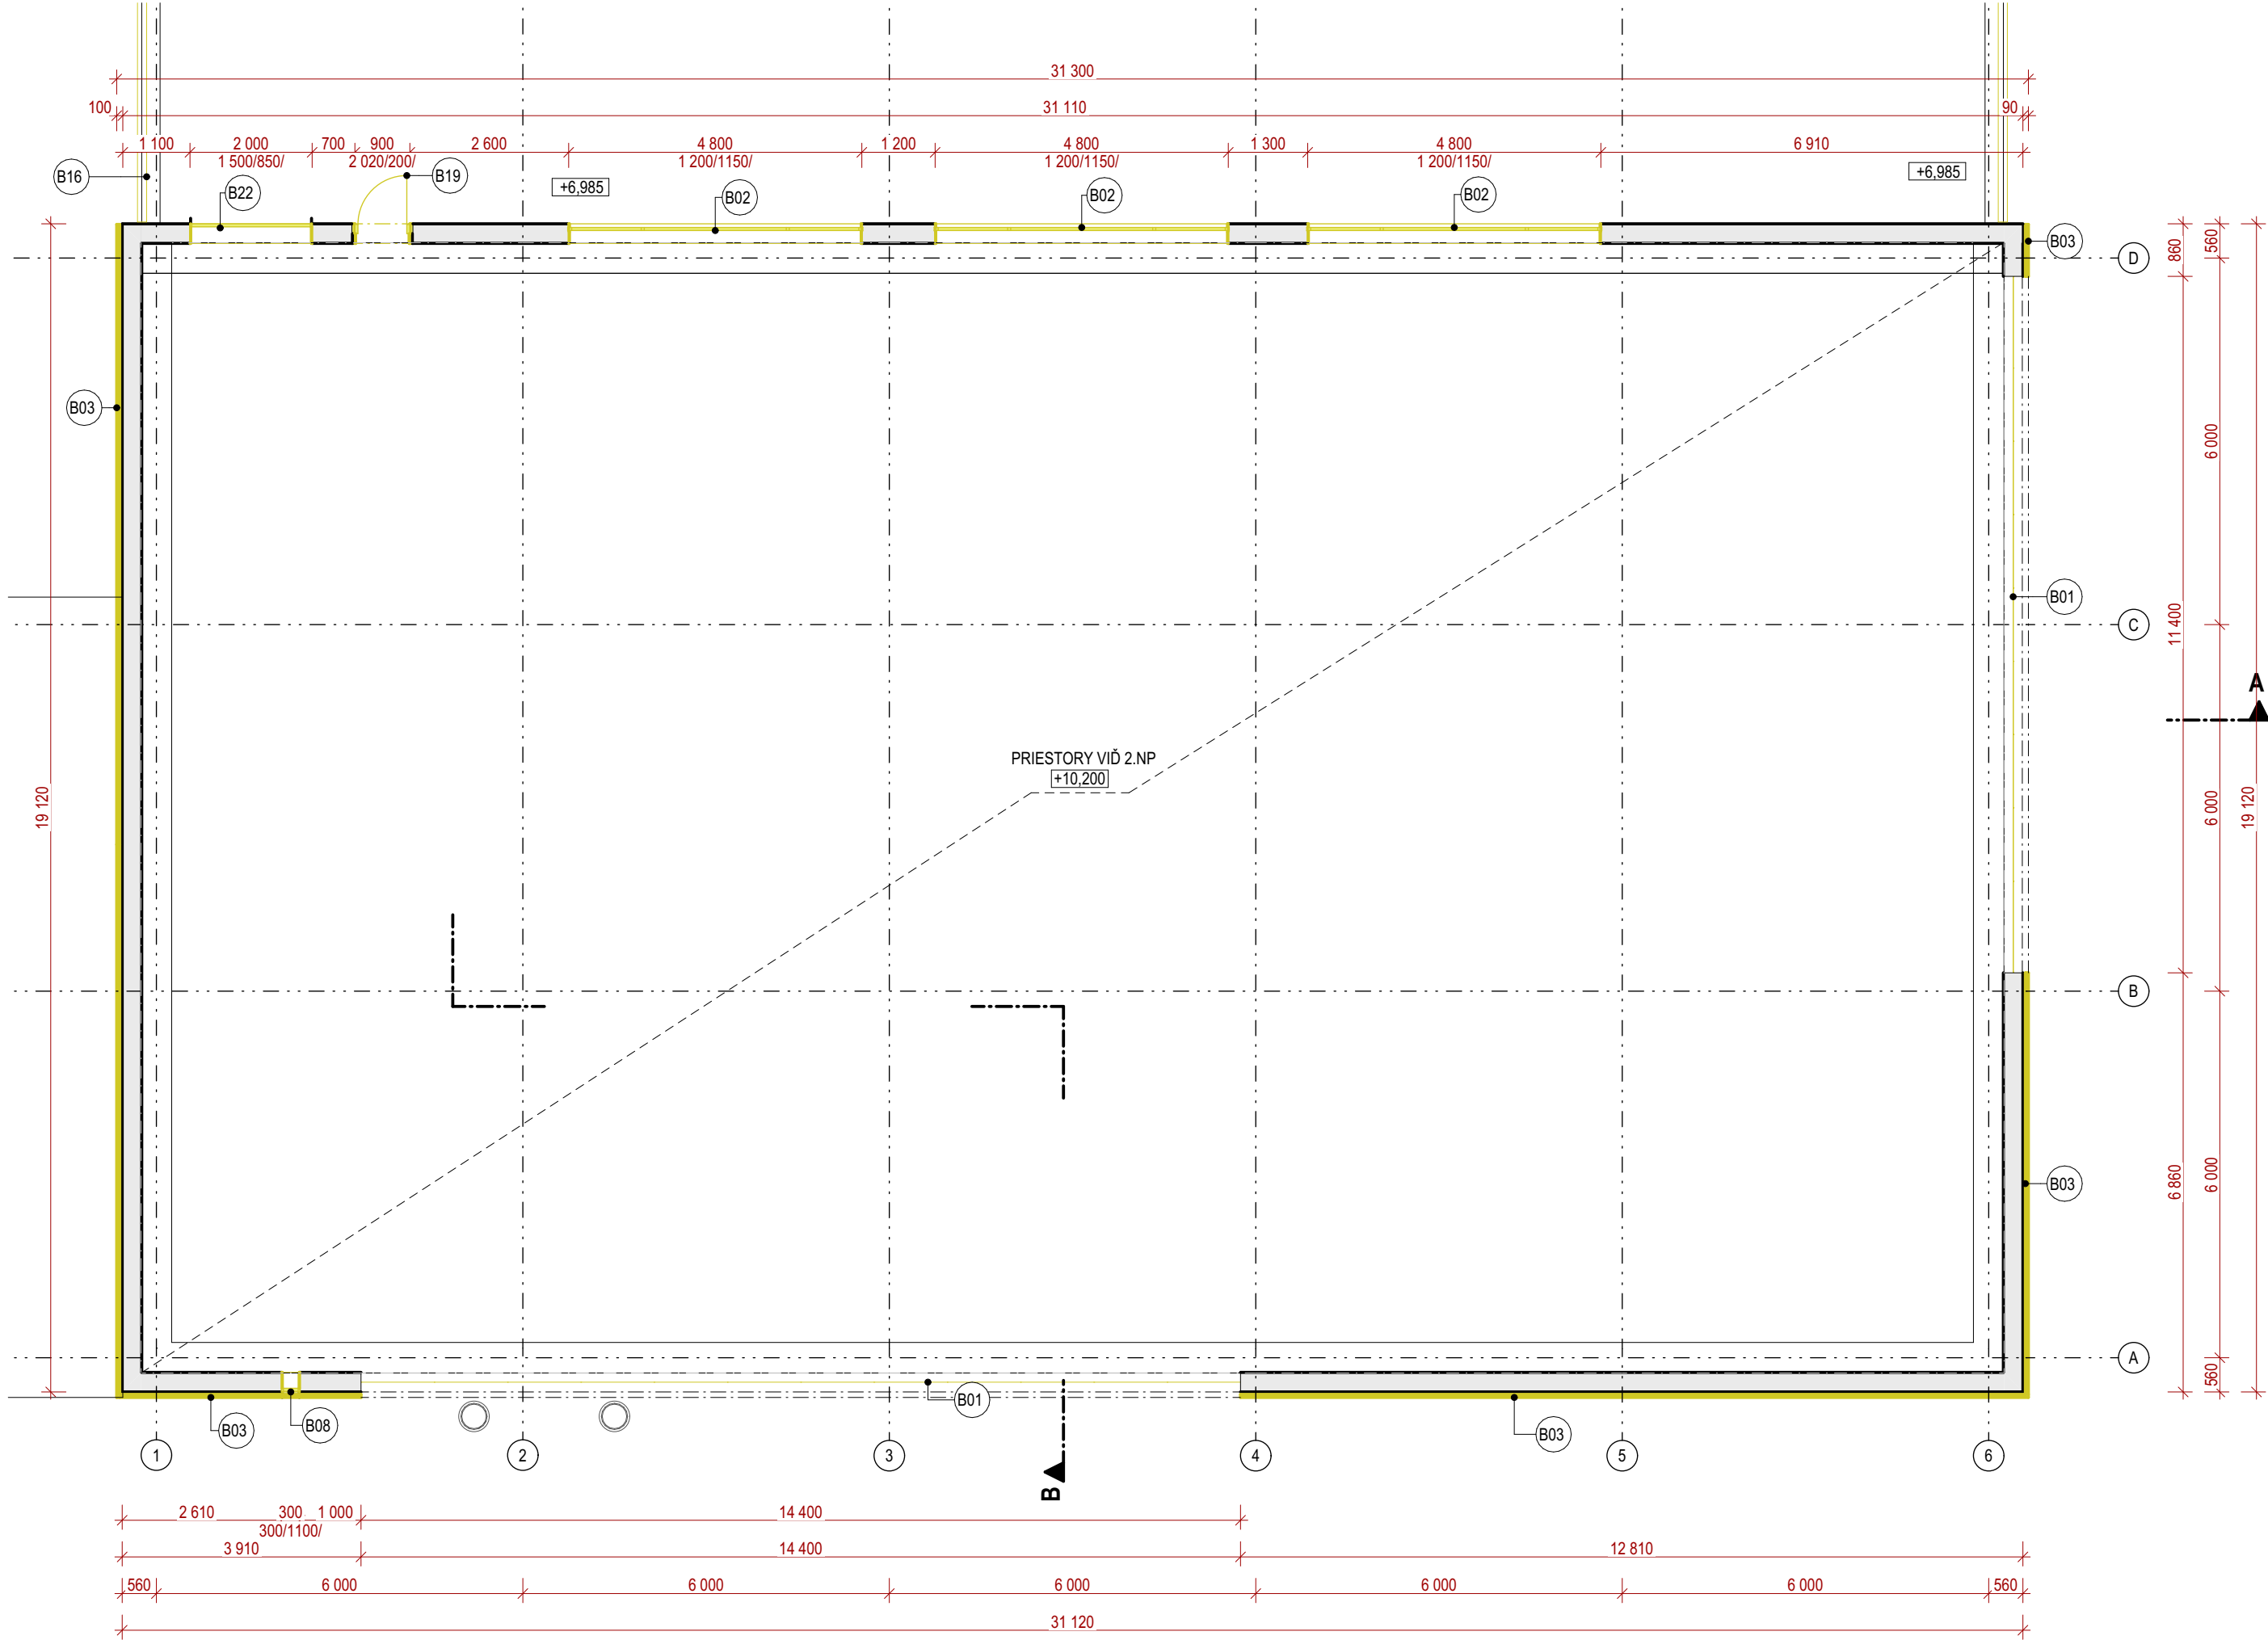 31 300
100
31 110
90
1 100
2 000
700
900
2 600
4 800
1 200
4 800
1 300
4 800
6 910
1 500/850/
2 020/200/
1 200/1150/
1 200/1150/
1 200/1150/
B16
B22
B19
+6,985
B02
B02
B02
+6,985
B03
D
860
560
B03
6 000
B01
C
11 400
A
PRIESTORY VIĎ 2.NP
+10,200
19 120
6 000
19 120
B
B03
6 860
6 000
A
560
B03
B08
B01
B03
1
2
3
4
5
6
B
2 610
300
1 000
14 400
300/1100/
3 910
14 400
12 810
560
6 000
6 000
6 000
6 000
6 000
560
31 120